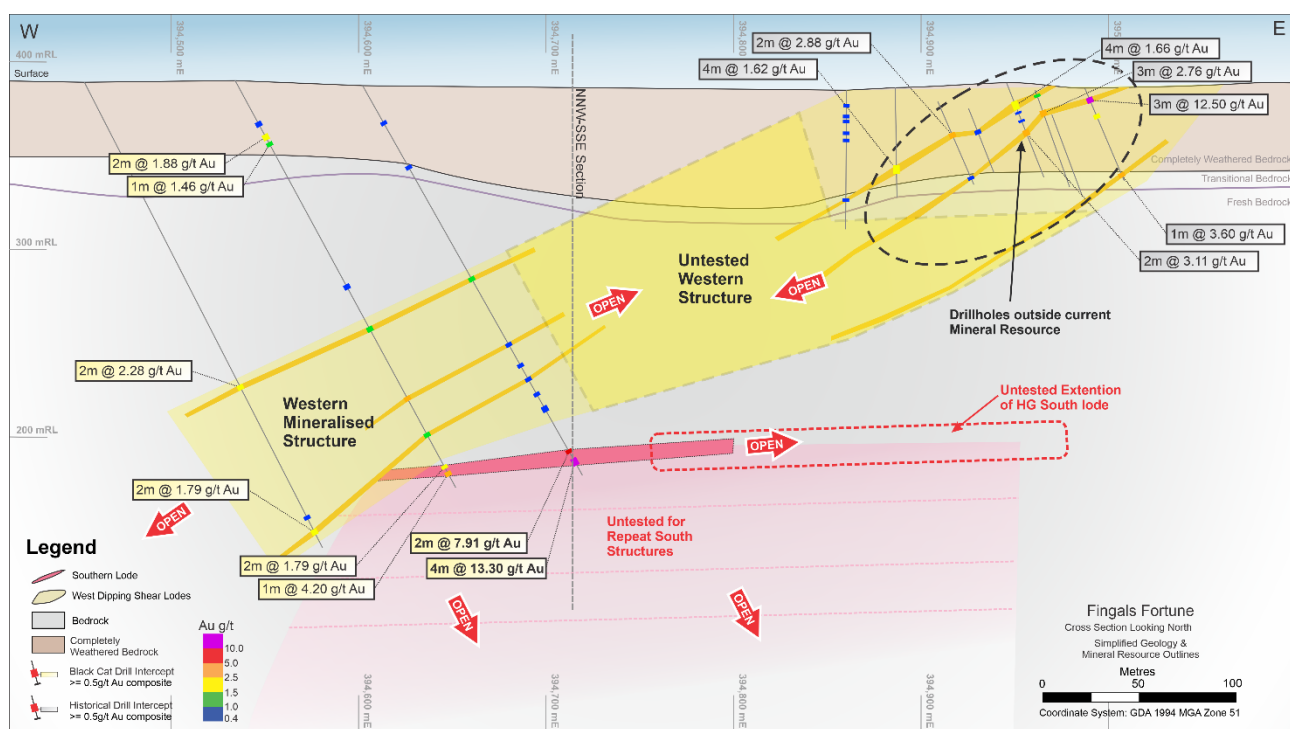 W
E
394,500 mE
394,600 mE
394,700 mE
394,800 mE
394,900 mE
400 mRL
Surface
2m @ 2.88 g/t Au
4m @ 1.62 g/t Au
4m @ 1.66 g/t Au
3m @ 2.76 g/t Au
3m @ 12.50 g/t Au
NNW-SSE Section
2m @ 1.88 g/t Au
1m @ 1.46 g/t Au
Completely Weathered Bedrock
Transitional Bedrock
Fresh Bedrock
1m @ 3.60 g/t Au
2m @ 3.11 g/t Au
300 mRL
Untested
Western
Structure
OPEN
OPEN
Drillholes outside current
Mineral Resource
2m @ 2.28 g/t Au
Western
Mineralised
Structure
Untested Extention
of HG South lode
200 mRL
OPEN
2m @ 1.79 g/t Au
OPEN
Untested for
Repeat South
Structures
2m @ 7.91 g/t Au
2m @ 1.79 g/t Au
4m @ 13.30 g/t Au
1m @ 4.20 g/t Au
OPEN
OPEN
Legend
Southern Lode
West Dipping Shear Lodes
Bedrock
Completely
Weathered Bedrock
Black Cat Drill Intercept
>= 0.5g/t Au composite
Historical Drill Intercept
>= 0.5g/t Au composite
Au g/t
10.0
5.0
2.5
1.5
1.0
0.4
394,600 mE
394,700 mE
394,800 mE
394,900 mE
Fingals Fortune
Cross Section Looking North
Simplified Geology &
Mineral Resource Outlines
Metres
0
50
100
Coordinate System: GDA 1994 MGA Zone 51